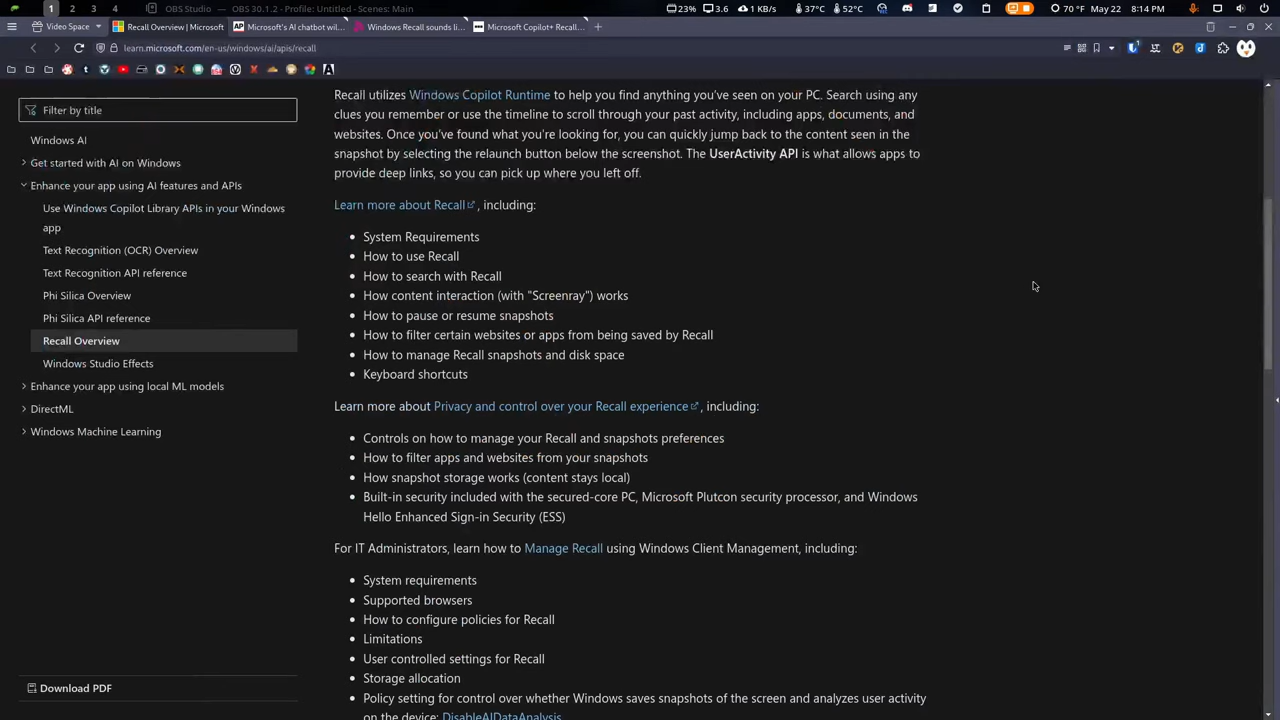 1 2 3 4 OBS Studio — OBS 30.1.2 - Profile: Untitled - Scenes: Main 23% 3.6 1 KB/s 37°C 52°C 70 °F May 22 8:14 PM
Video Space Recall Overview | Microsoft Microsoft's AI chatbot wil... Windows Recall sounds li... Microsoft Copilot+ Recall...
learn.microsoft.com/en-us/windows/ai/apis/recall
Filter by title
Windows AI
Get started with AI on Windows
Enhance your app using AI features and APIs
Use Windows Copilot Library APIs in your Windows
app
Text Recognition (OCR) Overview
Text Recognition API reference
Phi Silica Overview
Phi Silica API reference
Recall Overview
Windows Studio Effects
Enhance your app using local ML models
DirectML
Windows Machine Learning
Download PDF
Recall utilizes Windows Copilot Runtime to help you find anything you've seen on your PC. Search using any
clues you remember or use the timeline to scroll through your past activity, including apps, documents, and
websites. Once you've found what you're looking for, you can quickly jump back to the content seen in the
snapshot by selecting the relaunch button below the screenshot. The UserActivity API is what allows apps to
provide deep links, so you can pick up where you left off.
Learn more about Recall , including:
• System Requirements
• How to use Recall
• How to search with Recall
• How content interaction (with "Screenray") works
• How to pause or resume snapshots
• How to filter certain websites or apps from being saved by Recall
• How to manage Recall snapshots and disk space
• Keyboard shortcuts
Learn more about Privacy and control over your Recall experience , including:
• Controls on how to manage your Recall and snapshots preferences
• How to filter apps and websites from your snapshots
• How snapshot storage works (content stays local)
• Built-in security included with the secured-core PC, Microsoft Plutcon security processor, and Windows
Hello Enhanced Sign-in Security (ESS)
For IT Administrators, learn how to Manage Recall using Windows Client Management, including:
• System requirements
• Supported browsers
• How to configure policies for Recall
• Limitations
• User controlled settings for Recall
• Storage allocation
• Policy setting for control over whether Windows saves snapshots of the screen and analyzes user activity
on the device: DisableAIDataAnalysis